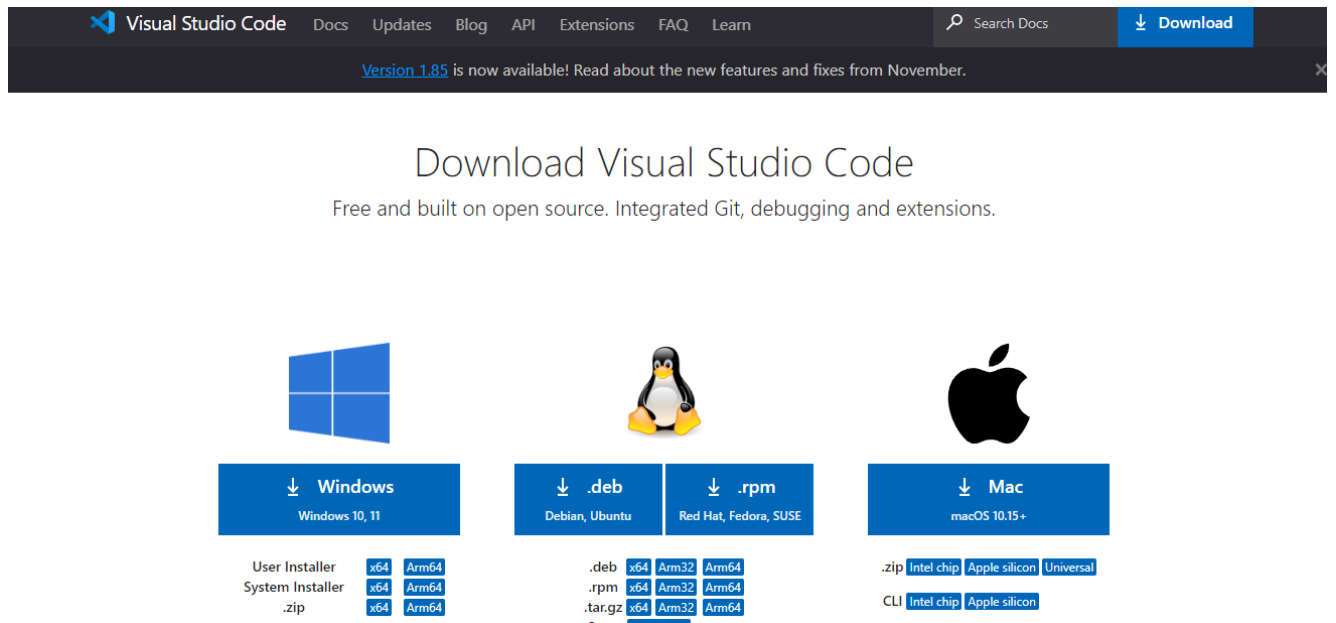 Visual Studio Code Docs Updates Blog API Extensions FAQ Learn Search Docs Download
Version 1.85 is now available! Read about the new features and fixes from November.
Download Visual Studio Code
Free and built on open source. Integrated Git, debugging and extensions.
Windows
Windows 10, 11
User Installer x64 Arm64
System Installer x64 Arm64
.zip x64 Arm64
.deb
Debian, Ubuntu
.rpm
Red Hat, Fedora, SUSE
.deb x64 Arm32 Arm64
.rpm x64 Arm32 Arm64
.tar.gz x64 Arm32 Arm64
Mac
macOS 10.15+
.zip Intel chip Apple silicon Universal
CLI Intel chip Apple silicon